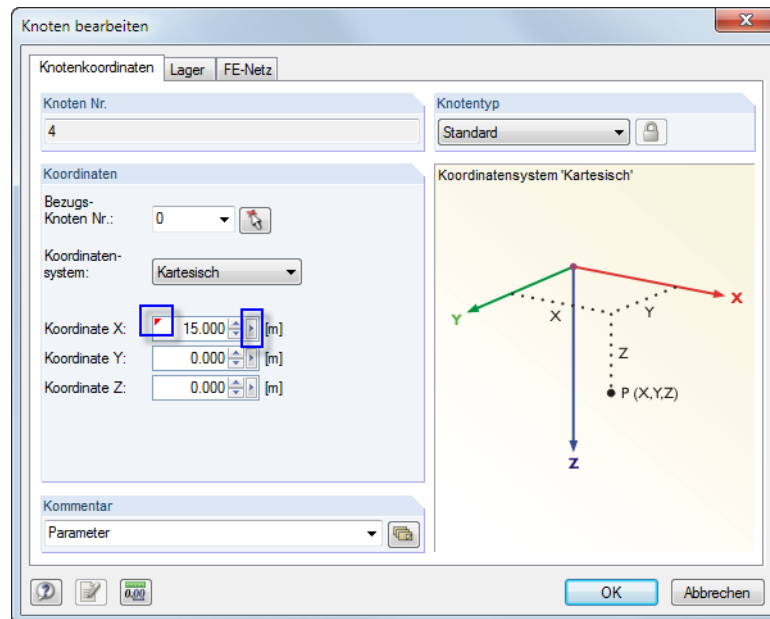 Knoten bearbeiten
Knotenkoordinaten Lager FE-Netz
Knoten Nr.
4
Knotentyp
Standard
Koordinaten
Bezugs-
Knoten Nr.: 0
Koordinaten-
system: Kartesisch
Koordinate X: 15.000 [m]
Koordinate Y: 0.000 [m]
Koordinate Z: 0.000 [m]
Koordinatensystem 'Kartesisch'
X
Y
X
Y
Z
P (X,Y,Z)
Z
Kommentar
Parameter
0.00
OK Abbrechen